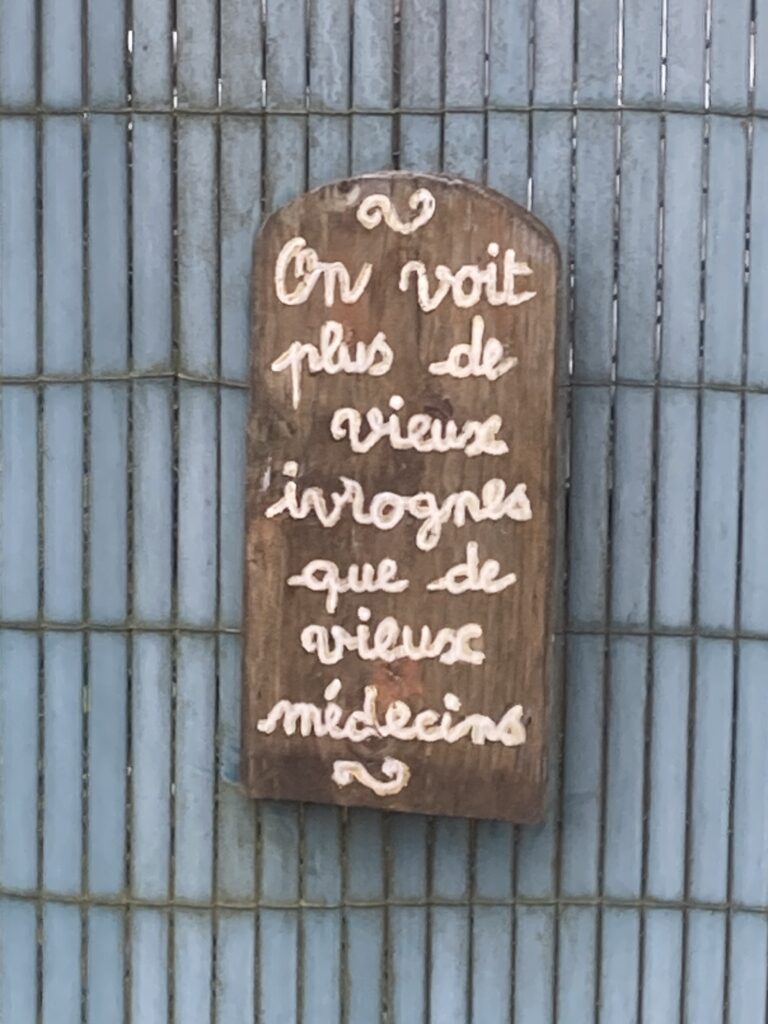 On voit
plus de
vieux
ivrognes
que de
vieux
médecins